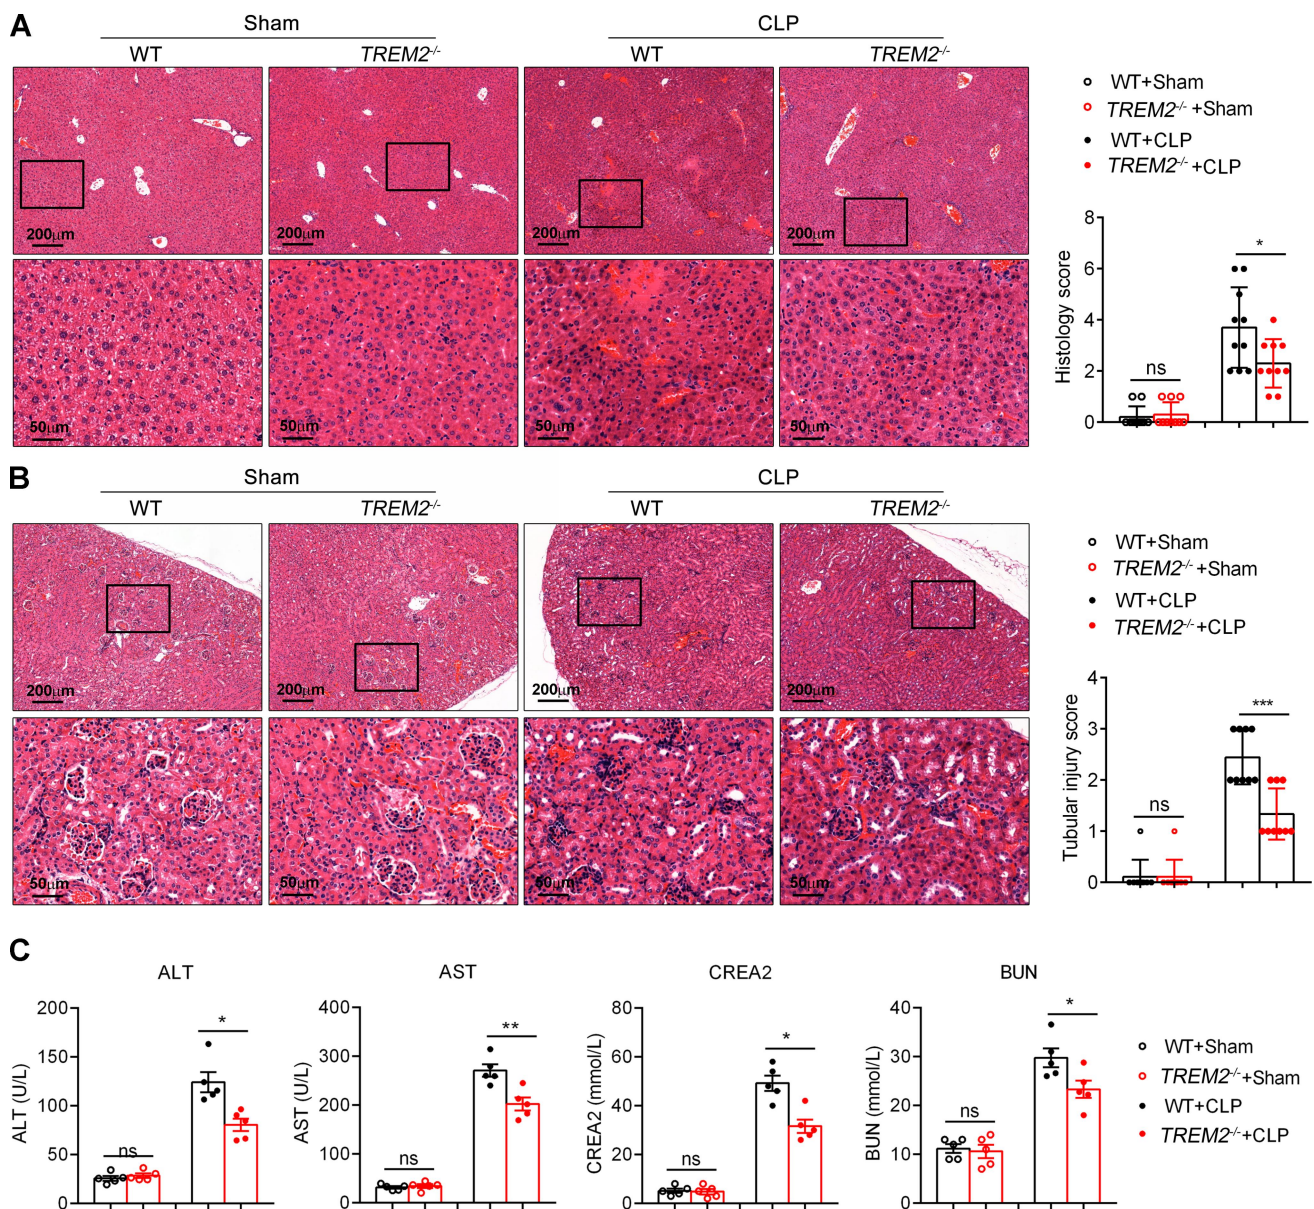 A
Sham
CLP
WT
TREM2-/-
WT
TREM2-/-
200μm
200μm
200μm
200μm
50μm
50μm
50μm
50μm
WT+Sham
TREM2-/- +Sham
WT+CLP
TREM2-/- +CLP
Histology score
8
6
4
2
0
ns
*
B
Sham
CLP
WT
TREM2-/-
WT
TREM2-/-
200μm
200μm
200μm
200μm
50μm
50μm
50μm
50μm
WT+Sham
TREM2-/-+Sham
WT+CLP
TREM2-/-+CLP
Tubular injury score
4
3
2
1
0
ns
***
C
ALT
ALT (U/L)
200
150
100
50
0
ns
*
AST
AST (U/L)
400
300
200
100
0
ns
**
CREA2
CREA2 (mmol/L)
80
60
40
20
0
ns
*
BUN
BUN (mmol/L)
40
30
20
10
0
ns
*
WT+Sham
TREM2-/-+Sham
WT+CLP
TREM2-/-+CLP